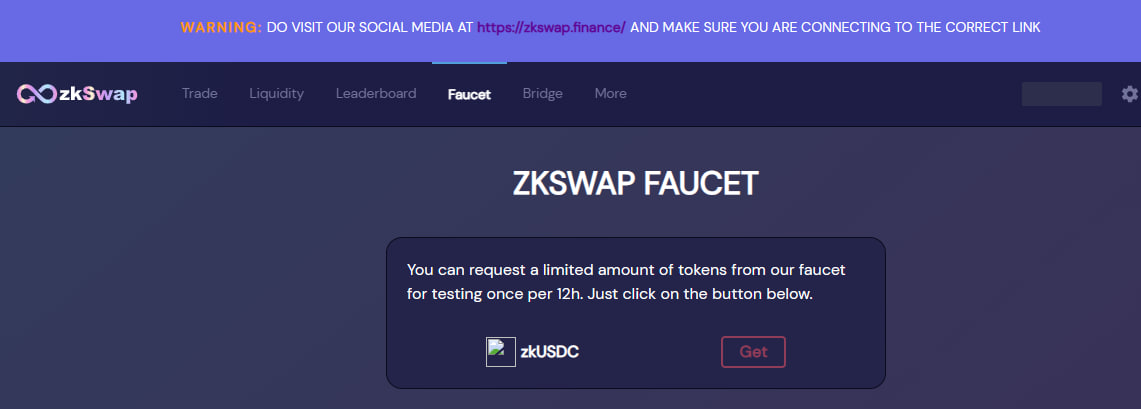 WARNING: DO VISIT OUR SOCIAL MEDIA AT https://zkswap.finance/ AND MAKE SURE YOU ARE CONNECTING TO THE CORRECT LINK
zkSwap Trade Liquidity Leaderboard Faucet Bridge More
ZKSWAP FAUCET
You can request a limited amount of tokens from our faucet
for testing once per 12h. Just click on the button below.
zkUSDC Get